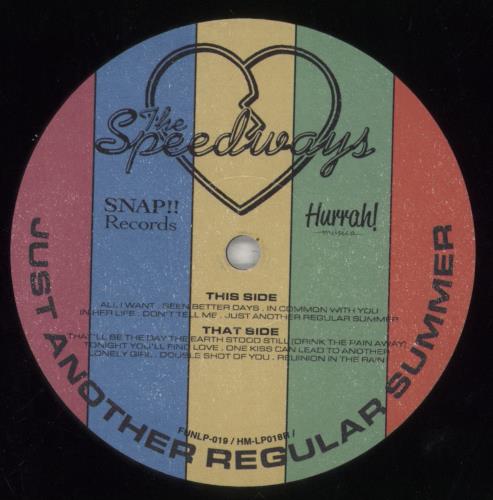 The
Speedways
SNAP!!
Records
Hurrah!
musica
THIS SIDE
ALL I WANT . SEEN BETTER DAYS . IN COMMON WITH YOU
IN HER LIFE . DON'T TELL ME . JUST ANOTHER REGULAR SUMMER
THAT SIDE
THAT'LL BE THE DAY THE EARTH STOOD STILL (DRINK THE PAIN AWAY)
TONIGHT YOU'LL FIND LOVE . ONE KISS CAN LEAD TO ANOTHER
LONELY GIRL . DOUBLE SHOT OF YOU . REUINION IN THE RAIN
FUNLP-019 / HM-LP018R /
JUST ANOTHER REGULAR SUMMER